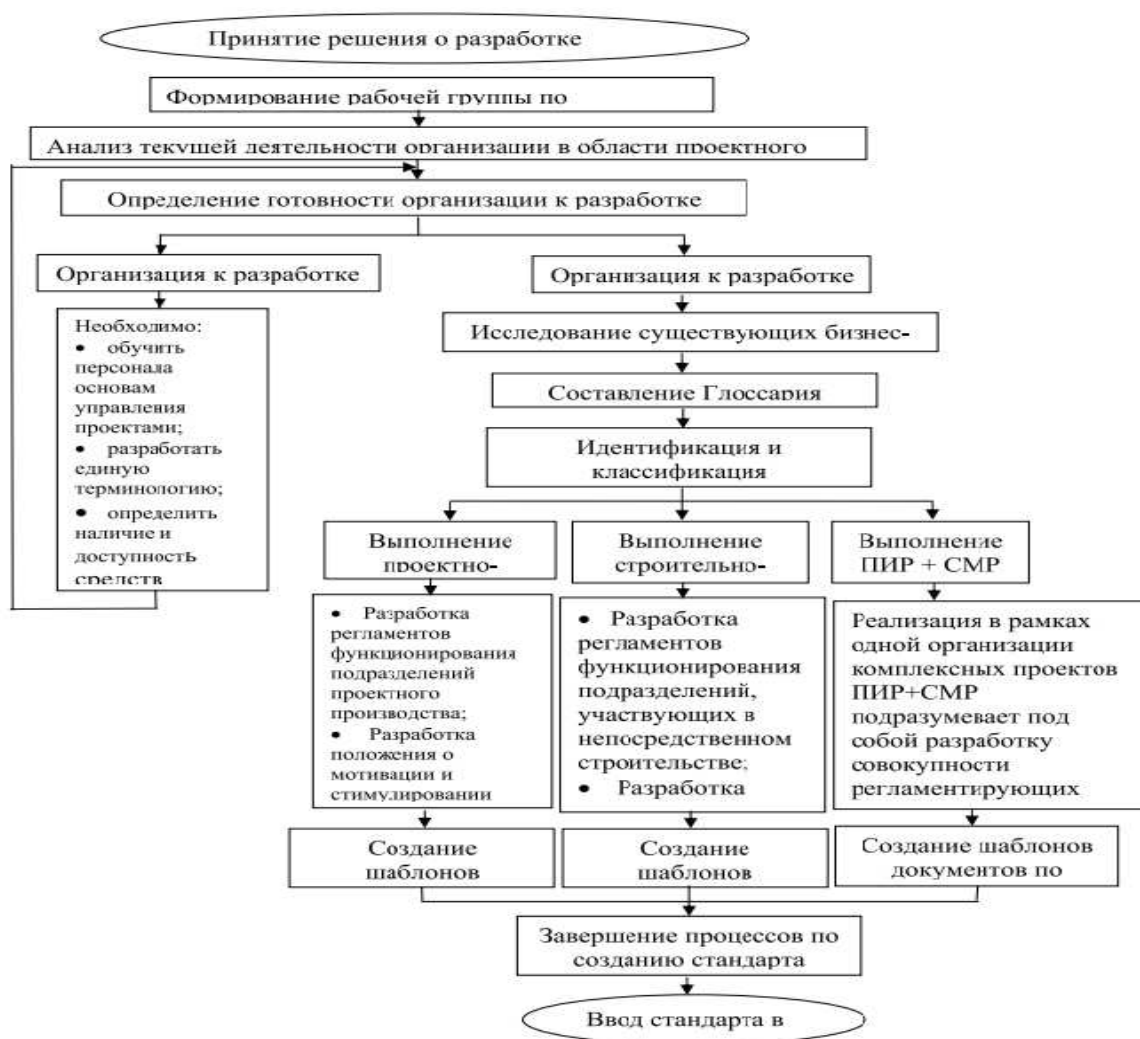 Принятие решения о разработке
Формирование рабочей группы по
Анализ текущей деятельности организации в области проектного
Определение готовности организации к разработке
Организация к разработке
Организация к разработке
Необходимо:
• обучить
персонала
основам
управления
проектами;
• разработать
единую
терминологию;
• определить
наличие и
доступность
средств
Исследование существующих бизнес-
Составление Глоссария
Идентификация и
классификация
Выполнение
проектно-
Выполнение
строительно-
Выполнение
ПИР + СМР
• Разработка
регламентов
функционирования
подразделений
проектного
производства;
• Разработка
положения о
мотивации и
стимулировании
• Разработка
регламентов
функционирования
подразделений,
участвующих в
непосредственном
строительстве;
• Разработка
Реализация в рамках
одной организации
комплексных проектов
ПИР+СМР
подразумевает под
собой разработку
совокупности
регламентирующих
Создание
шаблонов
Создание
шаблонов
Создание шаблонов
документов по
Завершение процессов по
созданию стандарта
Ввод стандарта в